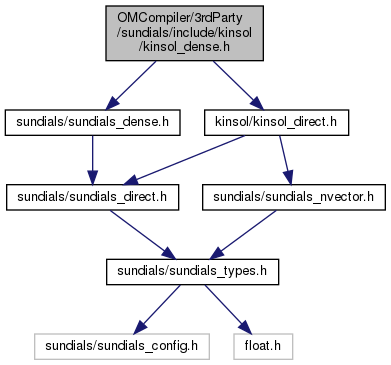 OMCompiler/3rdParty
/sundials/include/kinsol
/kinsol_dense.h
sundials/sundials_dense.h
kinsol/kinsol_direct.h
sundials/sundials_direct.h
sundials/sundials_nvector.h
sundials/sundials_types.h
sundials/sundials_config.h
float.h